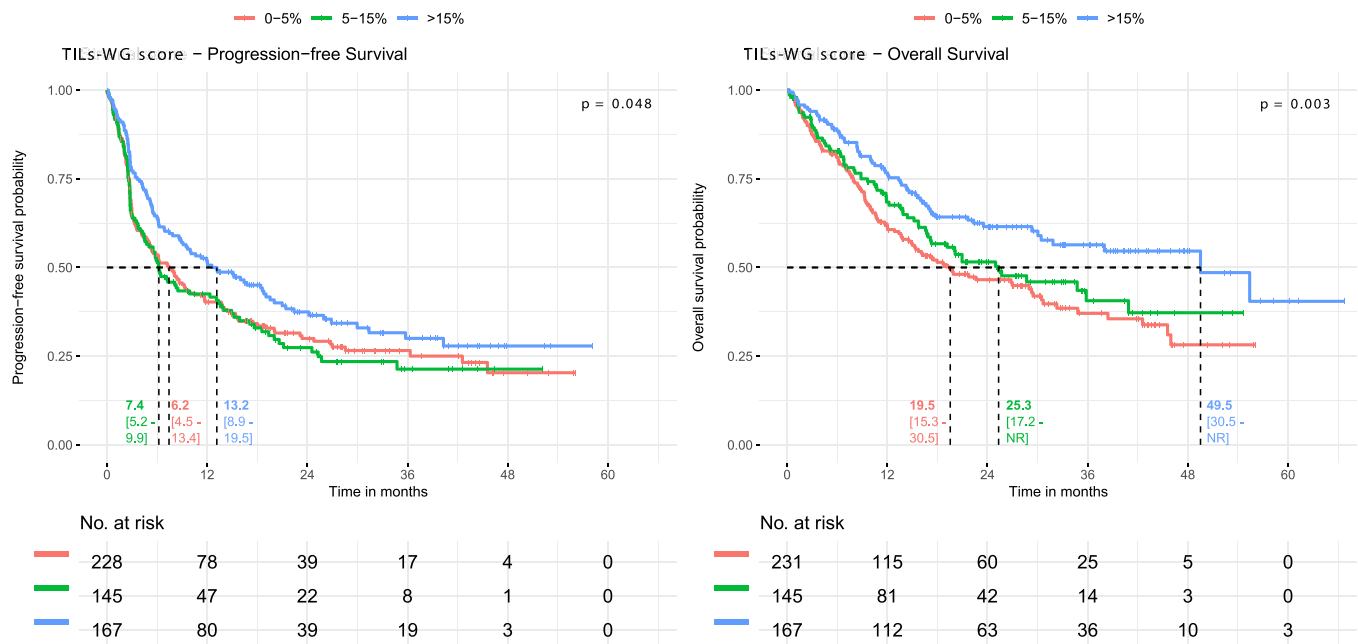 0−5% 5−15% >15%
TILs-WG score − Progression−free Survival
p = 0.048
Progression−free survival probability
1.00
0.75
0.50
0.25
0.00
7.4
[5.2 -
9.9]
6.2
[4.5 -
13.4]
13.2
[8.9 -
19.5]
0 12 24 36 48 60
Time in months
No. at risk
228 78 39 17 4 0
145 47 22 8 1 0
167 80 39 19 3 0
0−5% 5−15% >15%
TILs-WG score − Overall Survival
p = 0.003
Overall survival probability
1.00
0.75
0.50
0.25
0.00
19.5
[15.3 -
30.5]
25.3
[17.2 -
NR]
49.5
[30.5 -
NR]
0 12 24 36 48 60
Time in months
No. at risk
231 115 60 25 5 0
145 81 42 14 3 0
167 112 63 36 10 3